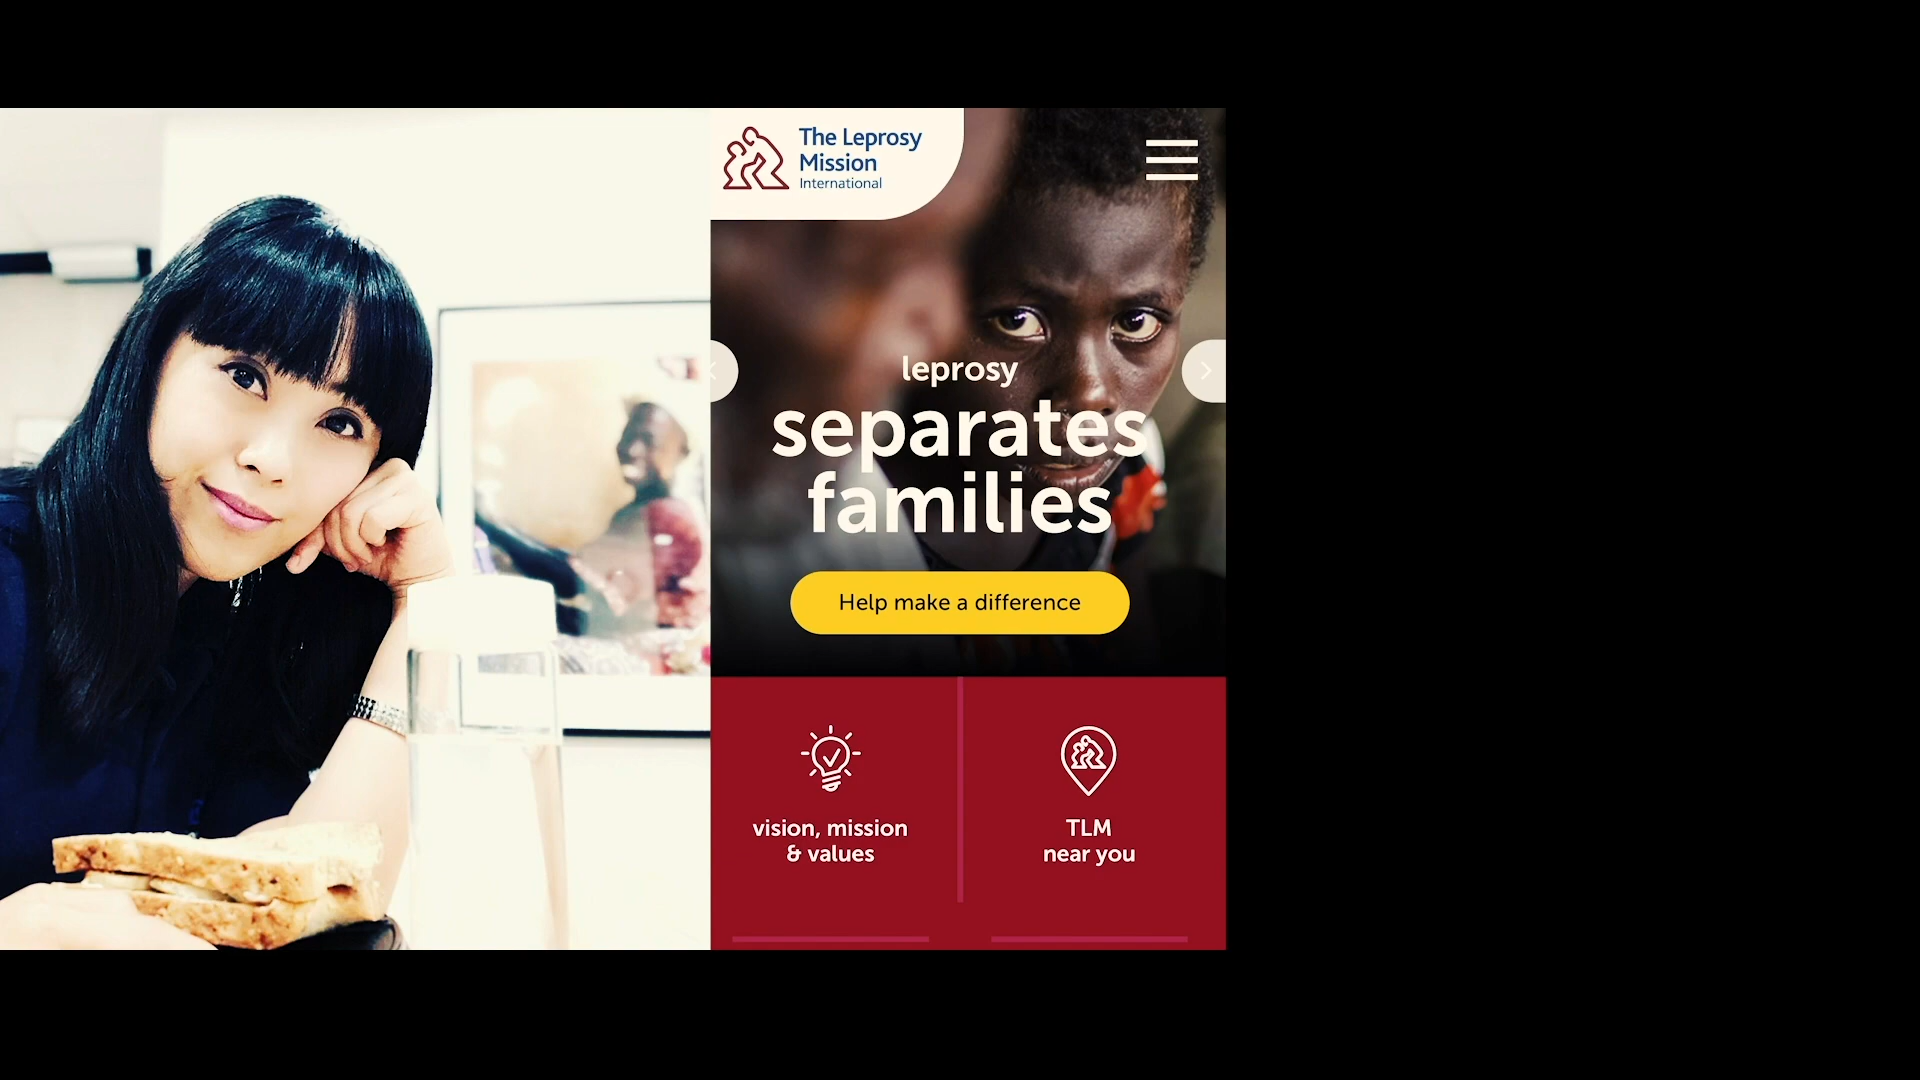 The Leprosy
Mission
International
leprosy
separates
families
Help make a difference
vision, mission
& values
TLM
near you